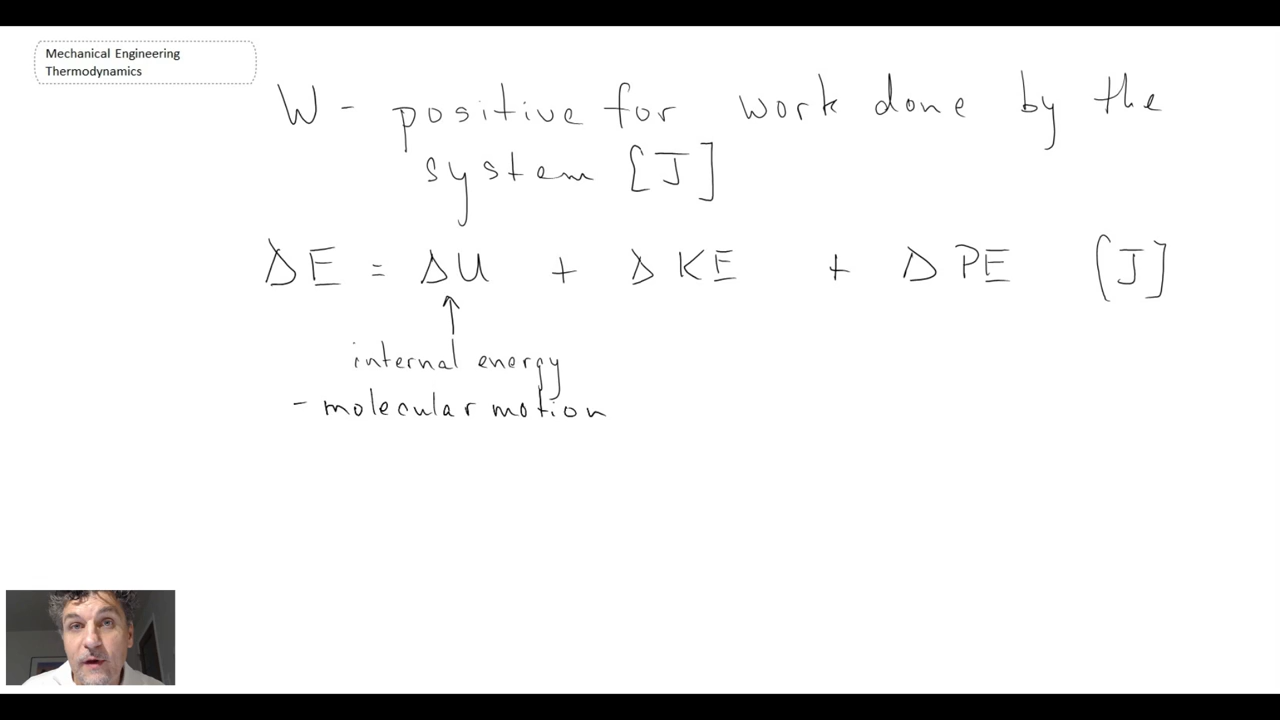 Mechanical Engineering
Thermodynamics
W - positive for work done by the
system [J]
ΔE = ΔU + ΔKE + ΔPE [J]
internal energy
- molecular motion